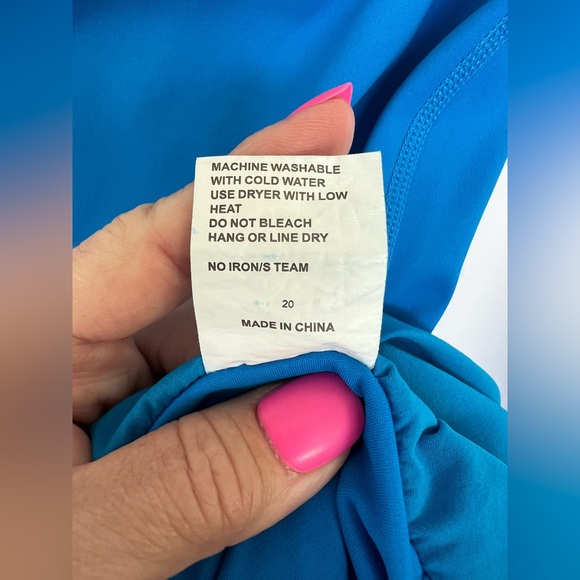 MACHINE WASHABLE
WITH COLD WATER
USE DRYER WITH LOW
HEAT
DO NOT BLEACH
HANG OR LINE DRY
NO IRON/S TEAM
20
MADE IN CHINA